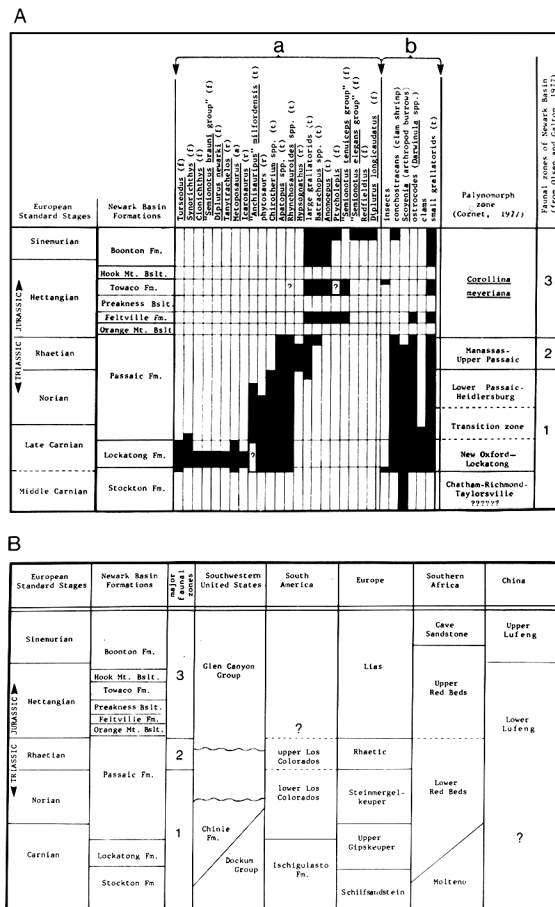 A
a
b
European
Standard Stages
Newark Basin
Formations
Turseodus (f)
Synorichthys (f)
Cionichthys (f)
"Semionotus brauni group" (f)
Diplurus newarki (f)
Tanytrachelos (r)
Metoposaurus (a)
Icarosaurus (r)
"Anchisauripus" milfordensis (t)
phytosaurs (r)
Chirotherium spp. (t)
Apatopus spp. (t)
Rhynchosauroides spp. (t)
Hypsognathus (r)
large grallatorids (t)
Batrachopus spp. (t)
Anomoepus (t)
Ptycholepis (f)
"Semionotus tenuiceps group" (f)
"Semionotus elegans group" (f)
Redfieldius (f)
Diplurus longicaudatus (f)
insects
conchostracans (clam shrimp)
Scoyenia (arthropod burrows)
ostrocodes (Darwinula spp.)
clams
small grallatorids (t)
Palynomorph
zone
(Cornet, 1977)
Faunal zones of Newark Basin
(from Olsen and Galton, 1977)
Sinemurian
Boonton Fm.
Hook Mt. Bslt.
Hettangian
Towaco Fm.
? ?
Preakness Bslt.
Feltville Fm.
Orange Mt. Bslt
Corollina
meyeriana
3
JURASSIC
TRIASSIC
Rhaetian
Passaic Fm.
Manassas-
Upper Passaic
2
Norian
Lower Passaic-
Heidlersburg
Transition zone
1
Late Carnian
Lockatong Fm.
?
New Oxford-
Lockatong
Middle Carnian
Stockton Fm.
Chatham-Richmond-
Taylorsville
??????
B
European
Standard Stages
Newark Basin
Formations
major
faunal
zones
Southwestern
United States
South
America
Europe
Southern
Africa
China
Sinemurian
Boonton Fm.
Hook Mt. Bslt.
Hettangian
Towaco Fm.
Preakness Bslt.
Feltville Fm.
Orange Mt. Bslt
3
Glen Canyon
Group
?
Lias
Cave
Sandstone
Upper
Red Beds
Upper
Lufeng
Lower
Lufeng
JURASSIC
TRIASSIC
Rhaetian
Passaic Fm.
2
upper Los
Colorados
Rhaetic
Norian
lower Los
Colorados
Steinmergel-
keuper
Lower
Red Beds
1
Carnian
Lockatong Fm.
Stockton Fm
Chinle
Fm.
Dockum
Group
Ischigulasto
Fm.
Upper
Gipskeuper
Schilfsandstein
Molteno
?